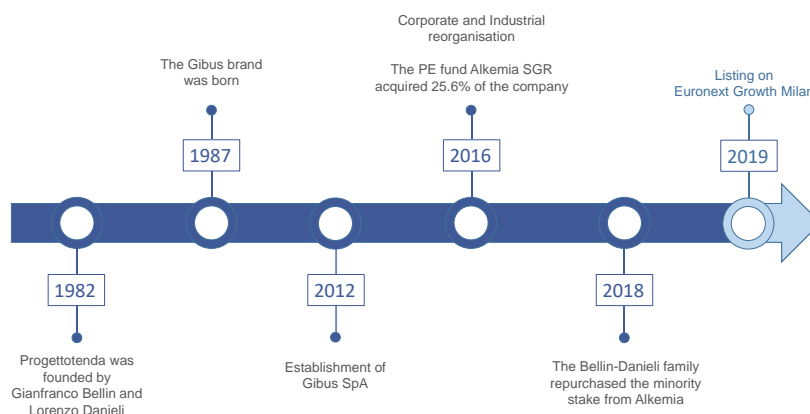 Corporate and Industrial
reorganisation
The Gibus brand
was born
The PE fund Alkemia SGR
acquired 25.6% of the company
Listing on
Euronext Growth Milan
1987
2016
2019
1982
2012
2018
Progettotenda was
founded by
Gianfranco Bellin and
Lorenzo Danieli
Establishment of
Gibus SpA
The Bellin-Danieli family
repurchased the minority
stake from Alkemia